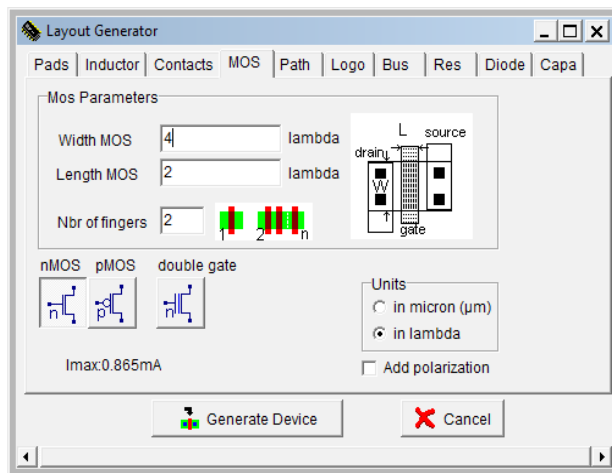 Layout Generator
Pads Inductor Contacts MOS Path Logo Bus Res Diode Capa
Mos Parameters
Width MOS 4 lambda
Length MOS 2 lambda
Nbr of fingers 2
1 2 n
L source
drain
W
gate
nMOS pMOS double gate
n p n
Units
in micron (µm)
in lambda
Imax:0.865mA
Add polarization
Generate Device Cancel